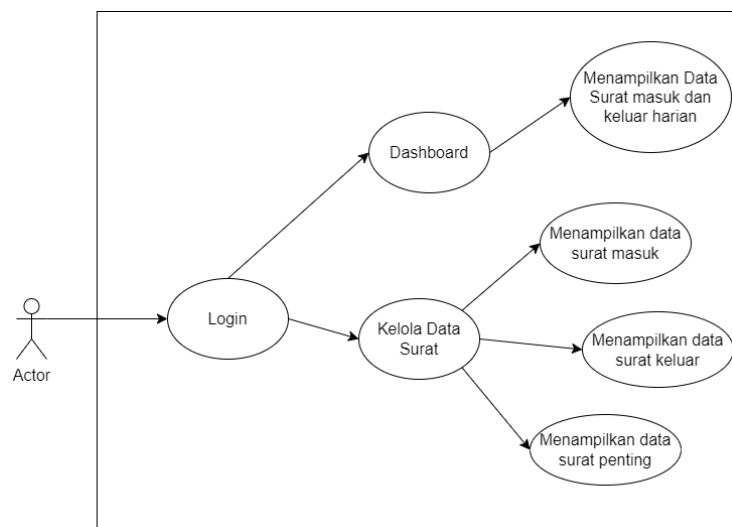 Menampilkan Data
Surat masuk dan
keluar harian
Dashboard
Menampilkan data
surat masuk
Login
Kelola Data
Surat
Menampilkan data
surat keluar
Actor
Menampilkan data
surat penting